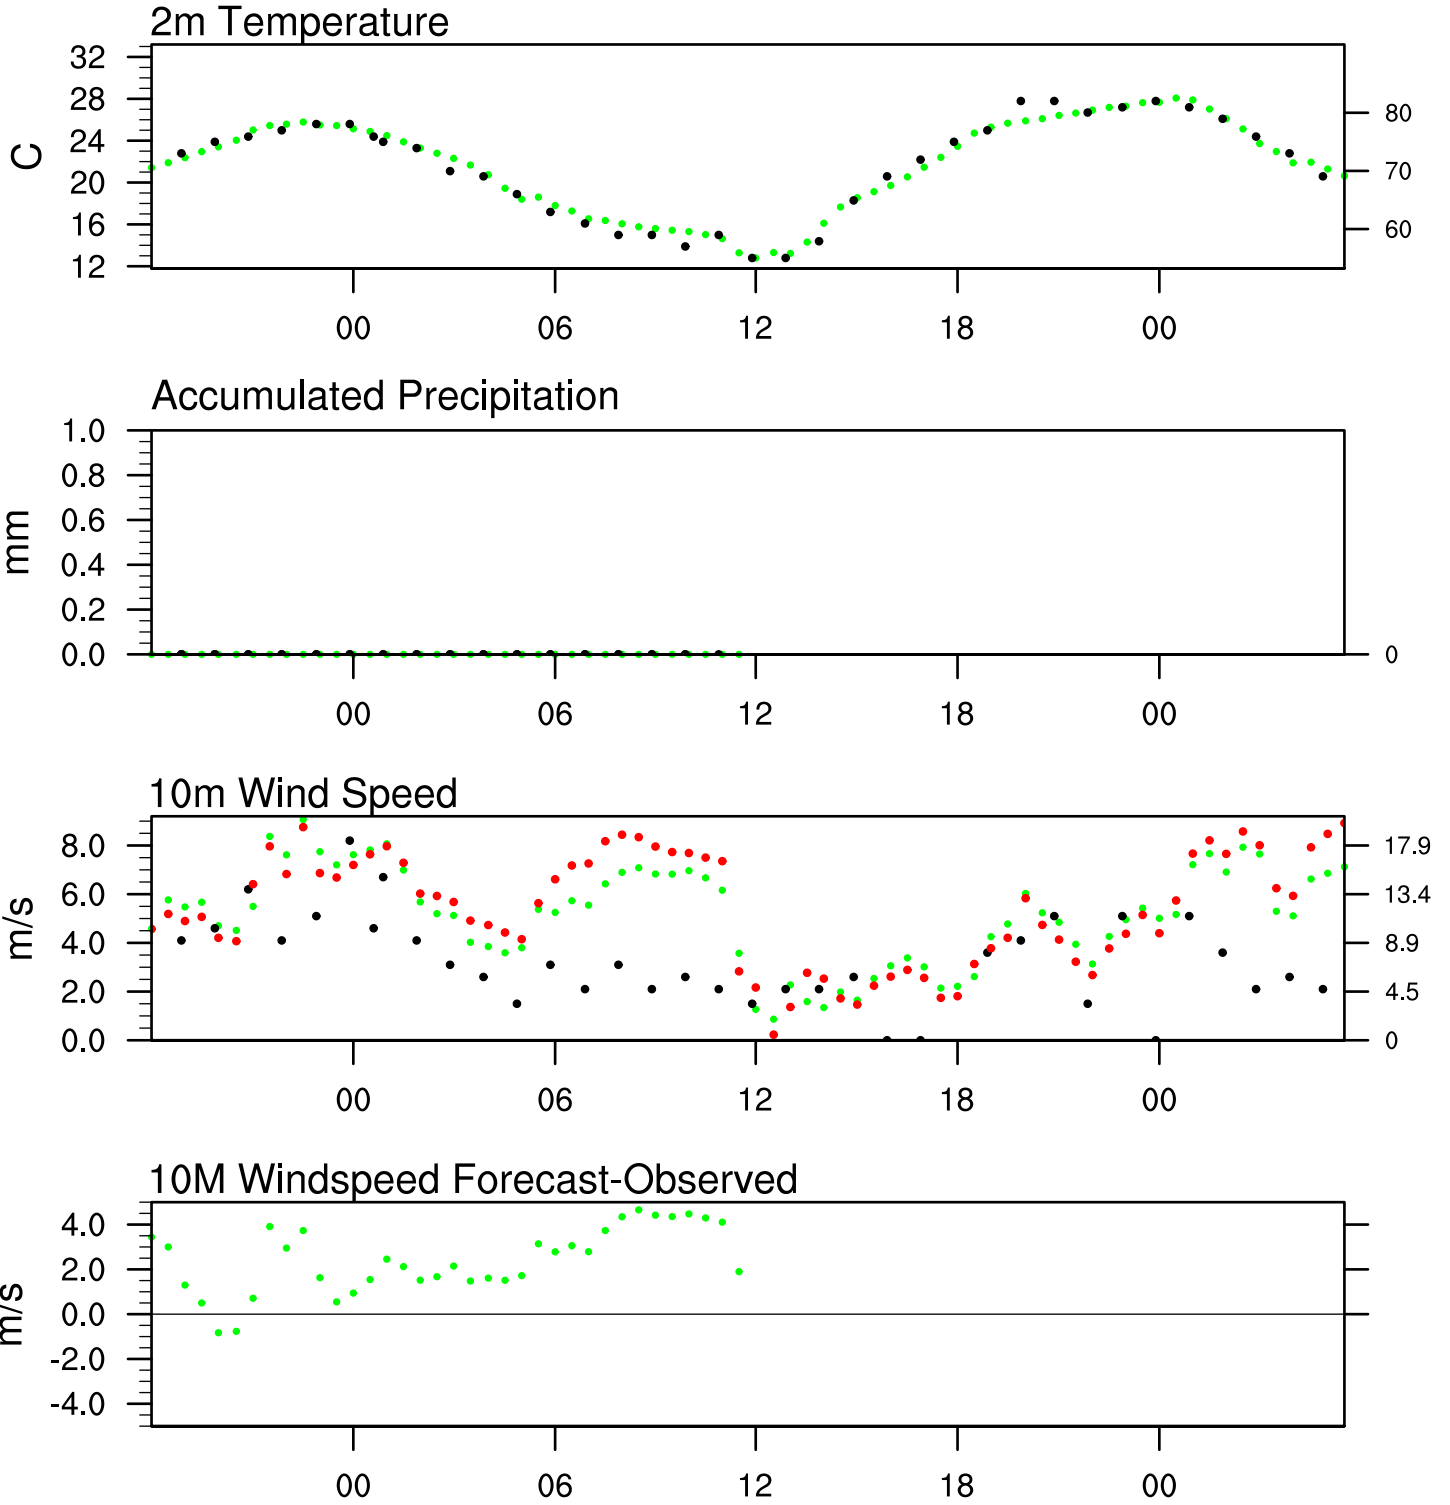 2m Temperature
32
28
24
20
16
12
C
80
70
60
00 06 12 18 00
Accumulated Precipitation
1.0
0.8
0.6
0.4
0.2
0.0
mm
0
00 06 12 18 00
10m Wind Speed
8.0
6.0
4.0
2.0
0.0
m/s
17.9
13.4
8.9
4.5
0
00 06 12 18 00
10M Windspeed Forecast-Observed
4.0
2.0
0.0
-2.0
-4.0
m/s
00 06 12 18 00